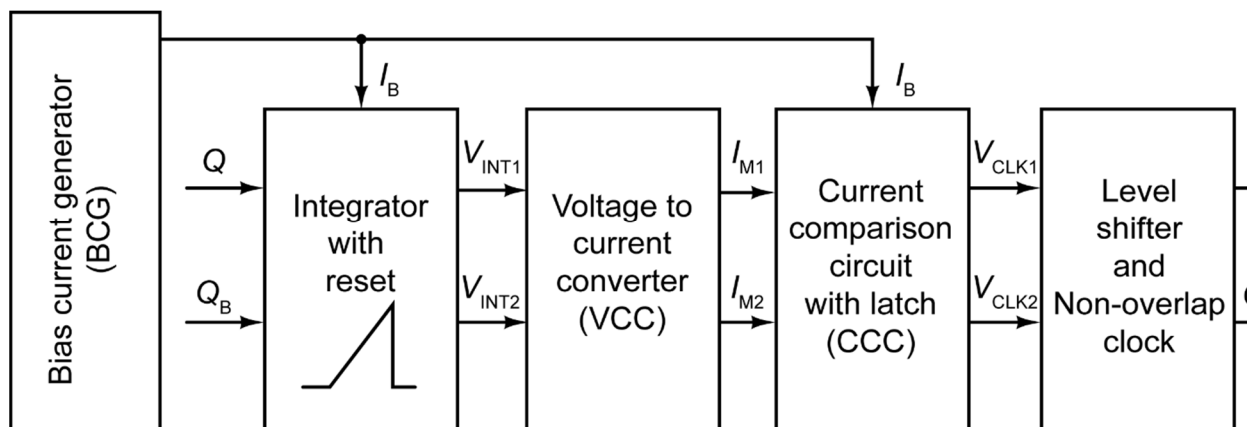 Bias current generator
(BCG)
I_B
I_B
Q
Q_B
Integrator
with
reset
V_INT1
V_INT2
Voltage to
current
converter
(VCC)
I_M1
I_M2
Current
comparison
circuit
with latch
(CCC)
V_CLK1
V_CLK2
Level
shifter
and
Non-overlap
clock